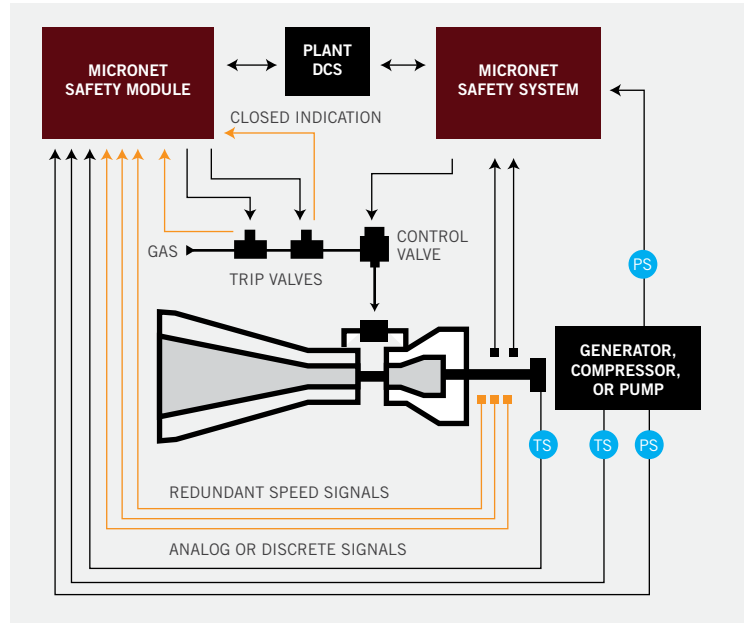 MICRONET
SAFETY MODULE
PLANT
DCS
MICRONET
SAFETY SYSTEM
CLOSED INDICATION
GAS
TRIP VALVES
CONTROL
VALVE
PS
GENERATOR,
COMPRESSOR,
OR PUMP
TS
TS
PS
REDUNDANT SPEED SIGNALS
ANALOG OR DISCRETE SIGNALS